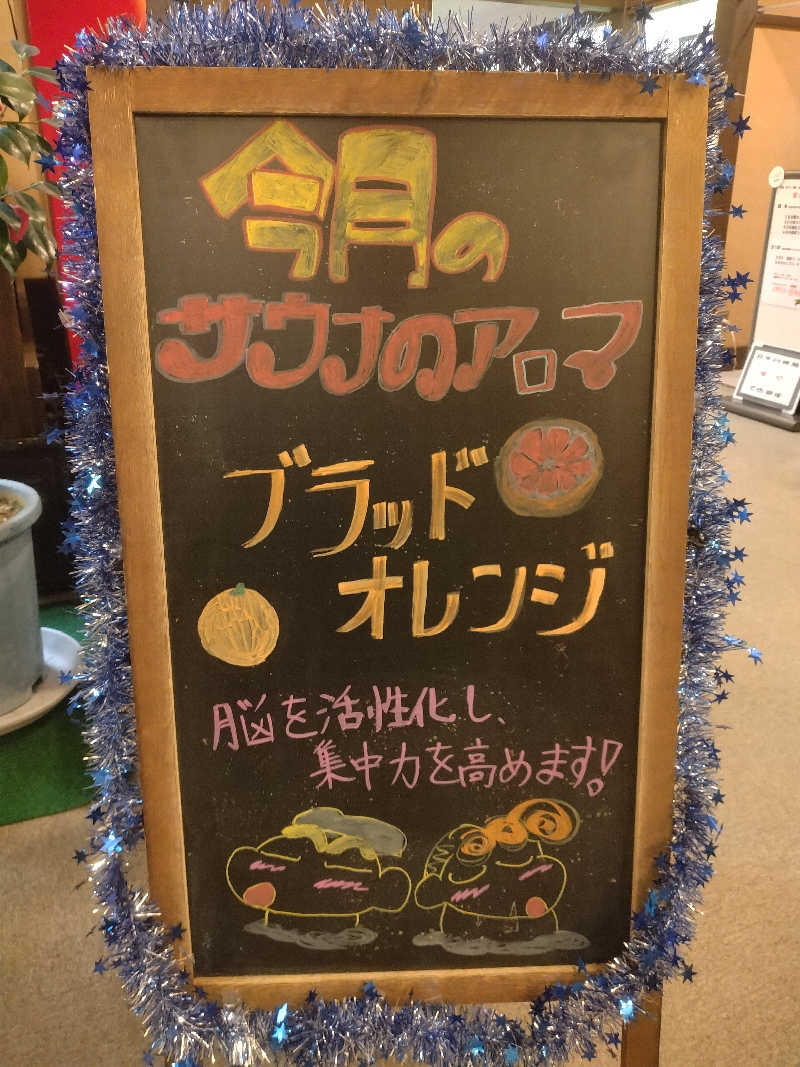 今月の
サウナのアロマ
ブラッド
オレンジ
脳を活性化し、
集中力を高めます!